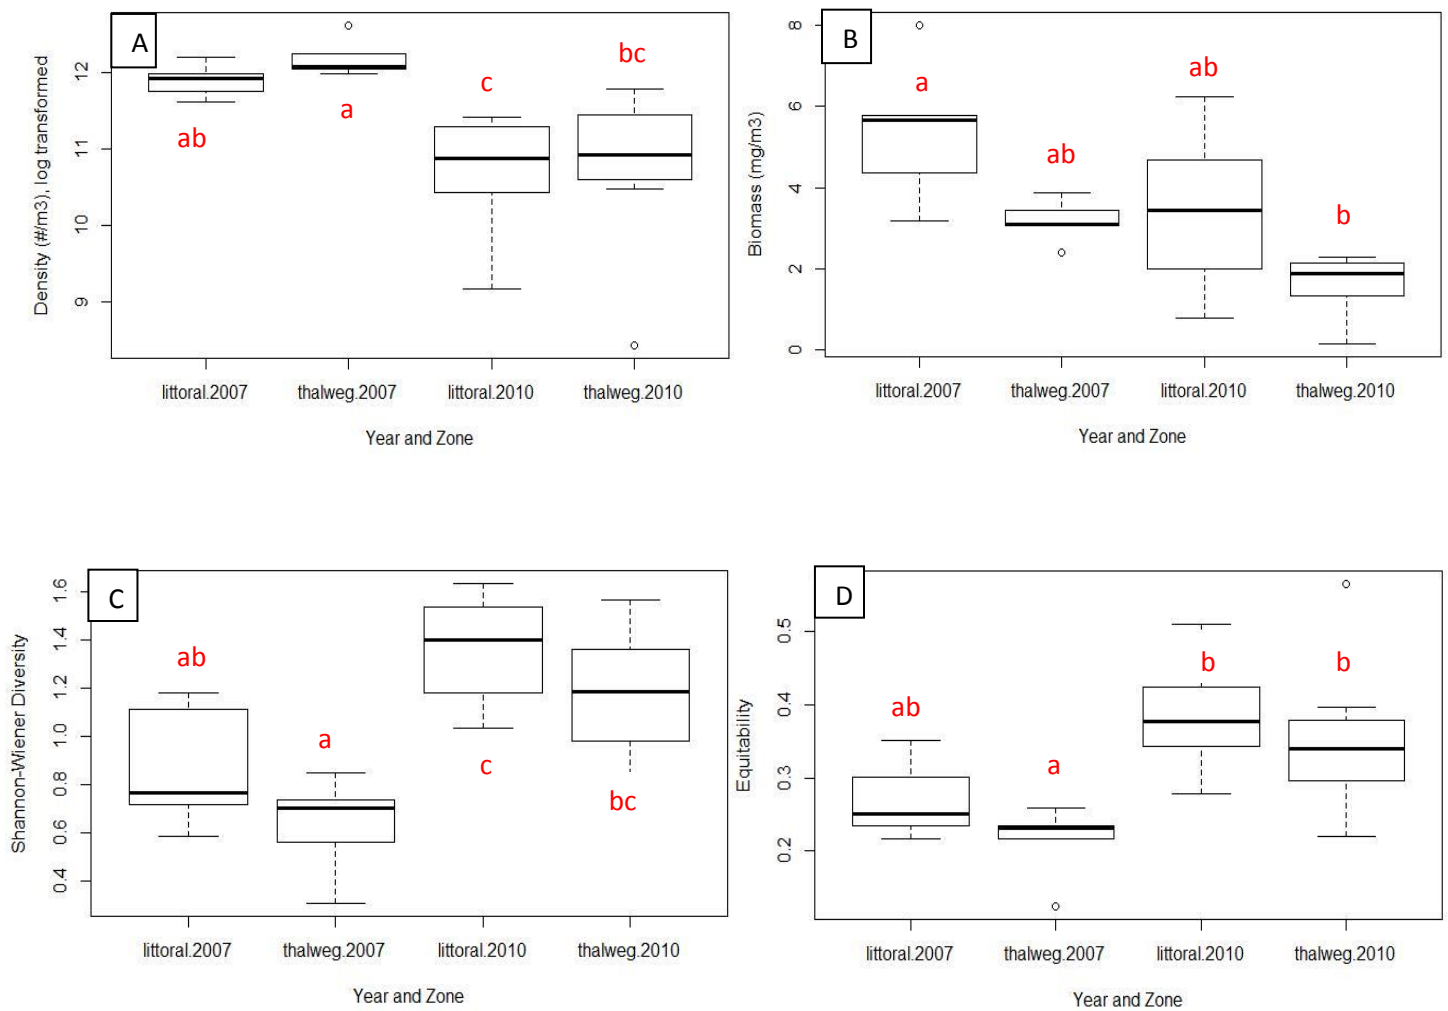 A
Density (#/m3), log transformed
12
11
10
9
ab
a
c
bc
littoral.2007 thalweg.2007 littoral.2010 thalweg.2010
Year and Zone
B
Biomass (mg/m3)
8
6
4
2
0
a
ab
ab
b
littoral.2007 thalweg.2007 littoral.2010 thalweg.2010
Year and Zone
C
Shannon-Wiener Diversity
1.6
1.4
1.2
1.0
0.8
0.6
0.4
ab
a
c
bc
littoral.2007 thalweg.2007 littoral.2010 thalweg.2010
Year and Zone
D
Equitability
0.5
0.4
0.3
0.2
ab
a
b
b
littoral.2007 thalweg.2007 littoral.2010 thalweg.2010
Year and Zone